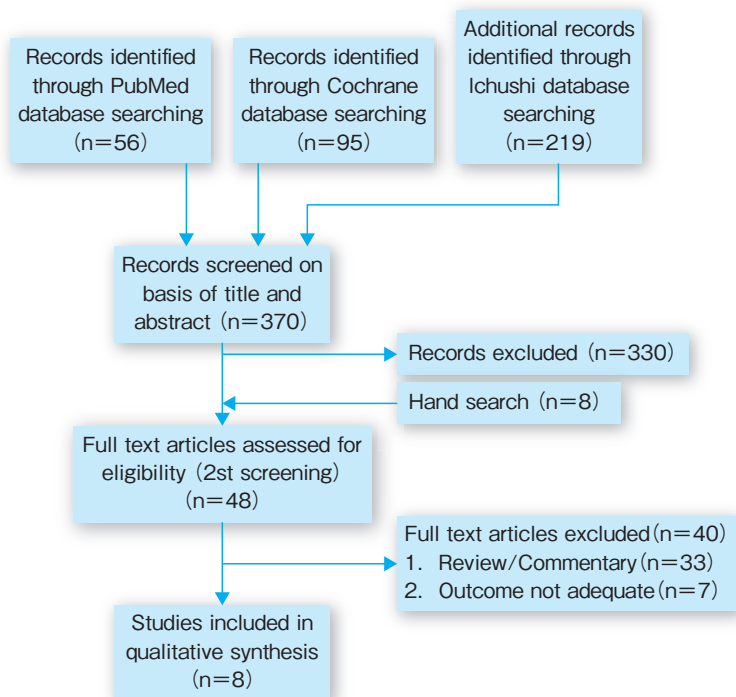 Records identified
through PubMed
database searching
(n=56)
Records identified
through Cochrane
database searching
(n=95)
Additional records
identified through
Ichushi database
searching
(n=219)
Records screened on
basis of title and
abstract (n=370)
Records excluded (n=330)
Hand search (n=8)
Full text articles assessed for
eligibility (2st screening)
(n=48)
Full text articles excluded(n=40)
1. Review/Commentary(n=33)
2. Outcome not adequate(n=7)
Studies included in
qualitative synthesis
(n=8)